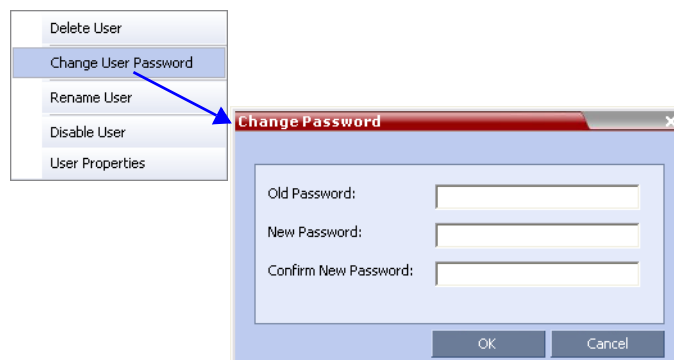 Delete User
Change User Password
Rename User
Disable User
User Properties
Change Password
Old Password:
New Password:
Confirm New Password:
OK Cancel